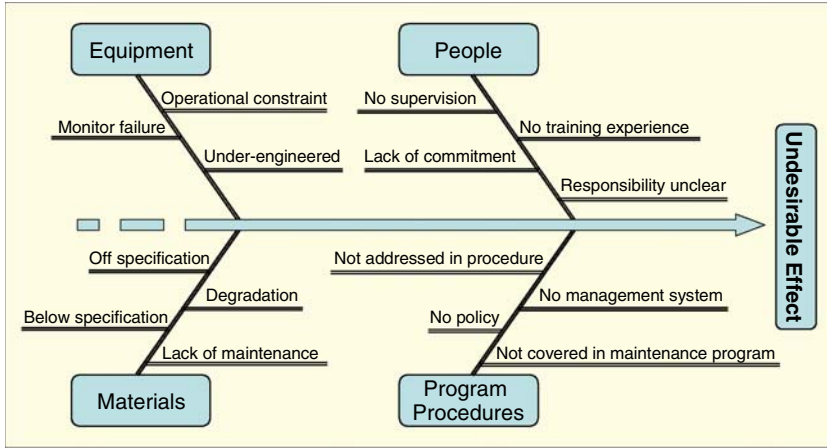 Equipment
People
Operational constraint
No supervision
Monitor failure
No training experience
Under-engineered
Lack of commitment
Responsibility unclear
Undesirable Effect
Off specification
Not addressed in procedure
Degradation
No management system
Below specification
No policy
Lack of maintenance
Not covered in maintenance program
Materials
Program
Procedures